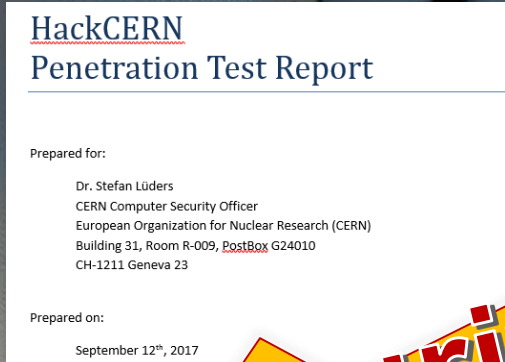 HackCERN
Penetration Test Report
Prepared for:
Dr. Stefan Lüders
CERN Computer Security Officer
European Organization for Nuclear Research (CERN)
Building 31, Room R-009, PostBox G24010
CH-1211 Geneva 23
Prepared on:
September 12th, 2017